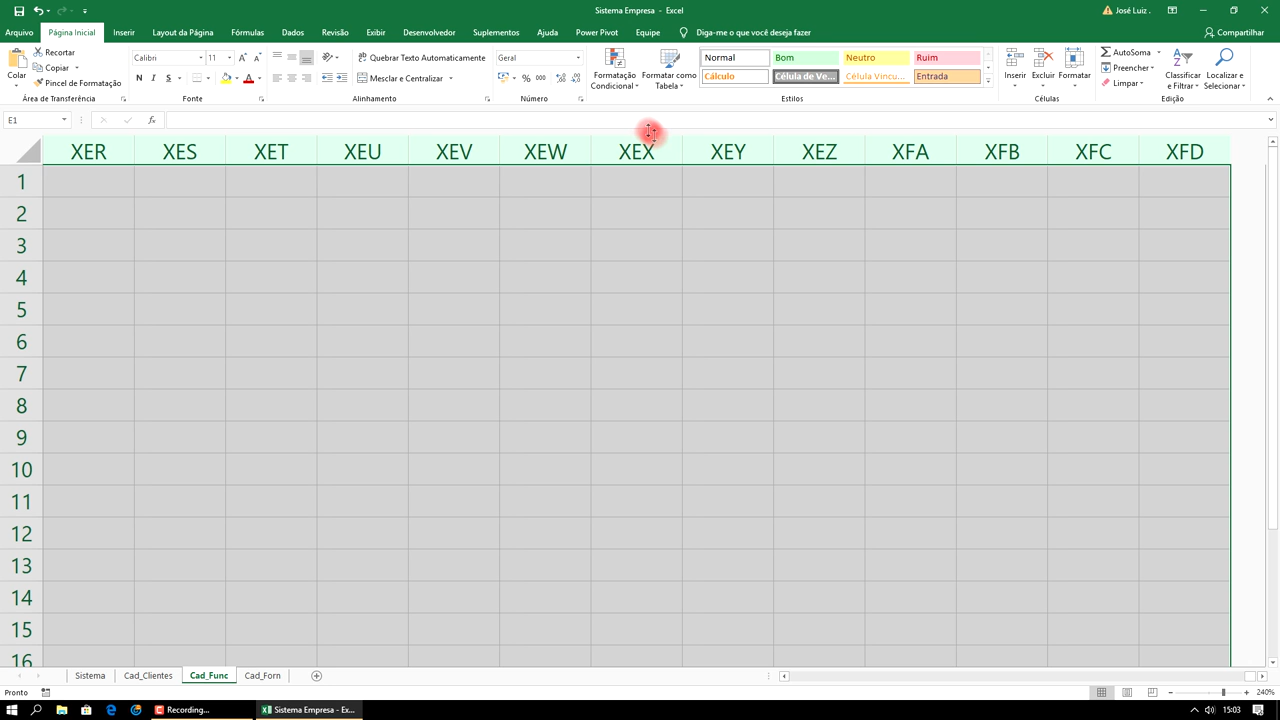 Sistema Empresa - Excel
José Luiz .
Arquivo Página Inicial Inserir Layout da Página Fórmulas Dados Revisão Exibir Desenvolvedor Suplementos Ajuda Power Pivot Equipe Diga-me o que você deseja fazer Compartilhar
Colar
Recortar
Copiar
Pincel de Formatação
Área de Transferência
Calibri 11
N I S
Fonte
Quebrar Texto Automaticamente
Mesclar e Centralizar
Alinhamento
Geral
% 000
Número
Formatação Condicional
Formatar como Tabela
Normal Bom Neutro Ruim
Cálculo Célula de Ve... Célula Vincu... Entrada
Estilos
Inserir Excluir Formatar
Células
AutoSoma
Preencher
Limpar
Classificar e Filtrar
Localizar e Selecionar
Edição
E1 fx
XER XES XET XEU XEV XEW XEX XEY XEZ XFA XFB XFC XFD
1
2
3
4
5
6
7
8
9
10
11
12
13
14
15
16
Sistema Cad_Clientes Cad_Func Cad_Forn
Pronto 240%
Recording... Sistema Empresa - Ex... 15:03